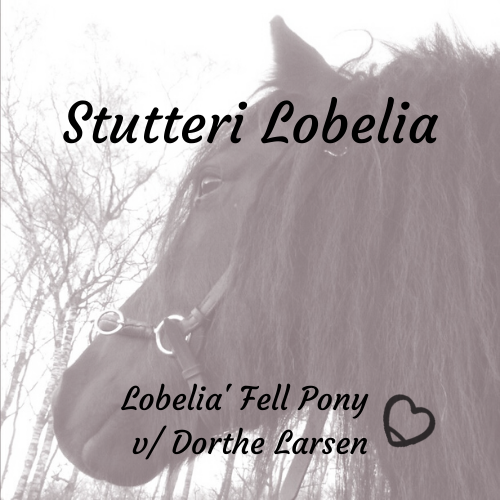 Stutteri Lobelia
Lobelia' Fell Pony
v/ Dorthe Larsen